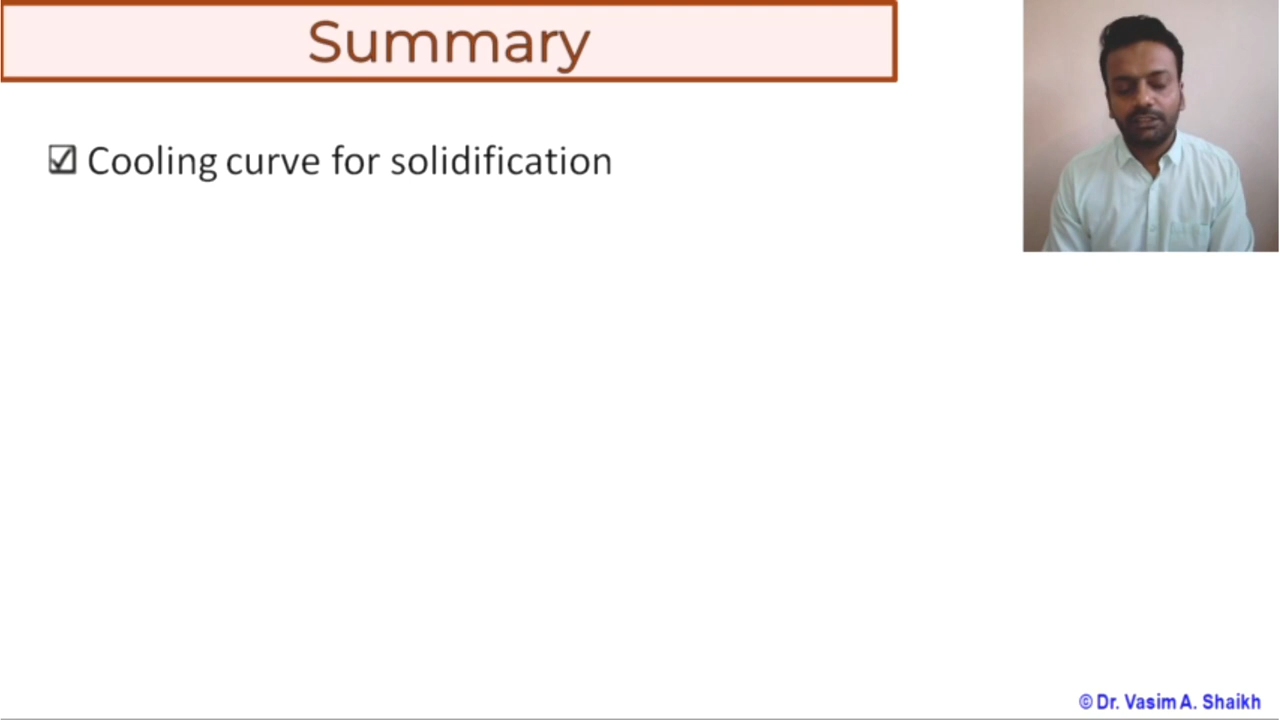 Summary
☑ Cooling curve for solidification
© Dr. Vasim A. Shaikh